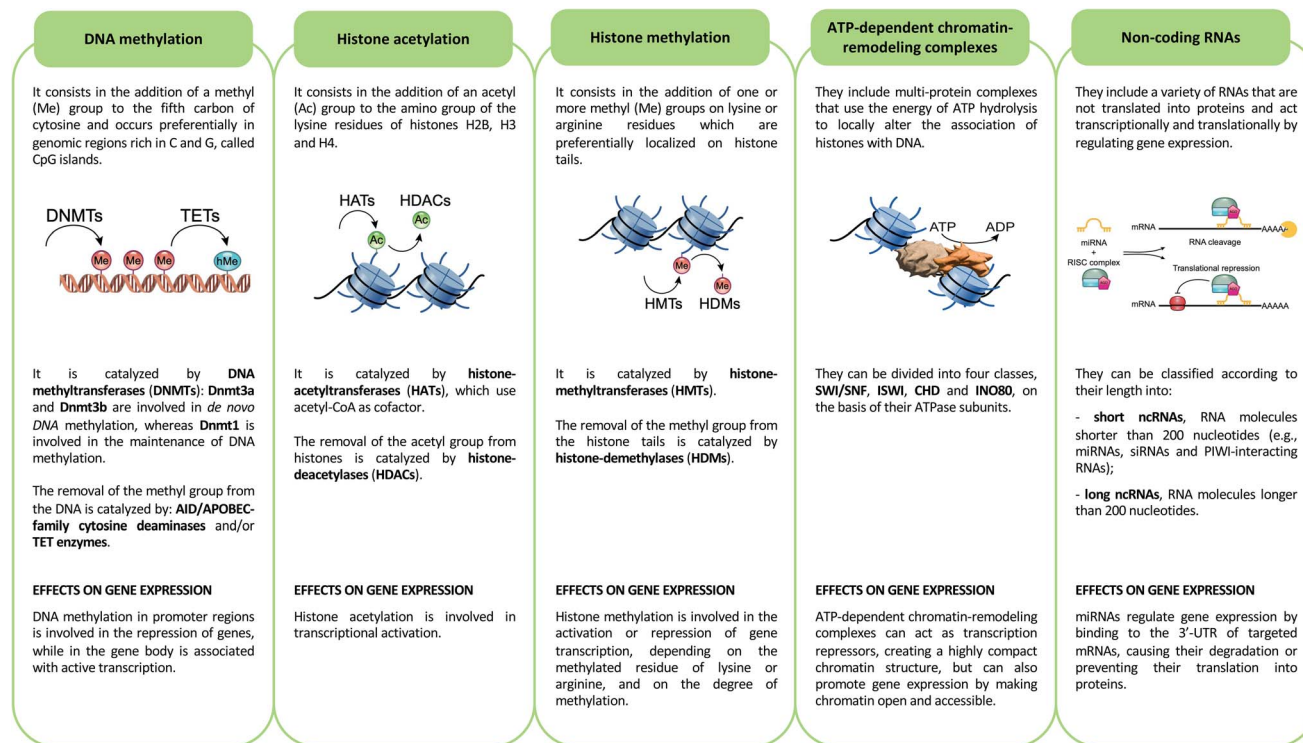 DNA methylation
It consists in the addition of a methyl
(Me) group to the fifth carbon of
cytosine and occurs preferentially in
genomic regions rich in C and G, called
CpG islands.
DNMTs
TETs
Me
Me
Me
hMe
It is catalyzed by DNA
methyltransferases (DNMTs): Dnmt3a
and Dnmt3b are involved in de novo
DNA methylation, whereas Dnmt1 is
involved in the maintenance of DNA
methylation.
The removal of the methyl group from
the DNA is catalyzed by: AID/APOBEC-
family cytosine deaminases and/or
TET enzymes.
EFFECTS ON GENE EXPRESSION
DNA methylation in promoter regions
is involved in the repression of genes,
while in the gene body is associated
with active transcription.
Histone acetylation
It consists in the addition of an acetyl
(Ac) group to the amino group of the
lysine residues of histones H2B, H3
and H4.
HATs
HDACs
Ac
Ac
It is catalyzed by histone-
acetyltransferases (HATs), which use
acetyl-CoA as cofactor.
The removal of the acetyl group from
histones is catalyzed by histone-
deacetylases (HDACs).
EFFECTS ON GENE EXPRESSION
Histone acetylation is involved in
transcriptional activation.
Histone methylation
It consists in the addition of one or
more methyl (Me) groups on lysine or
arginine residues which are
preferentially localized on histone
tails.
Me
Me
HMTs
HDMs
It is catalyzed by histone-
methyltransferases (HMTs).
The removal of the methyl group from
the histone tails is catalyzed by
histone-demethylases (HDMs).
EFFECTS ON GENE EXPRESSION
Histone methylation is involved in the
activation or repression of gene
transcription, depending on the
methylated residue of lysine or
arginine, and on the degree of
methylation.
ATP-dependent chromatin-
remodeling complexes
They include multi-protein complexes
that use the energy of ATP hydrolysis
to locally alter the association of
histones with DNA.
ATP
ADP
They can be divided into four classes,
SWI/SNF, ISWI, CHD and INO80, on
the basis of their ATPase subunits.
EFFECTS ON GENE EXPRESSION
ATP-dependent chromatin-remodeling
complexes can act as transcription
repressors, creating a highly compact
chromatin structure, but can also
promote gene expression by making
chromatin open and accessible.
Non-coding RNAs
They include a variety of RNAs that are
not translated into proteins and act
transcriptionally and translationally by
regulating gene expression.
miRNA
+
RISC complex
mRNA
AAAAA
RNA cleavage
Translational repression
mRNA
AAAAA
They can be classified according to
their length into:
- short ncRNAs, RNA molecules
shorter than 200 nucleotides (e.g.,
miRNAs, siRNAs and PIWI-interacting
RNAs);
- long ncRNAs, RNA molecules longer
than 200 nucleotides.
EFFECTS ON GENE EXPRESSION
miRNAs regulate gene expression by
binding to the 3'-UTR of targeted
mRNAs, causing their degradation or
preventing their translation into
proteins.